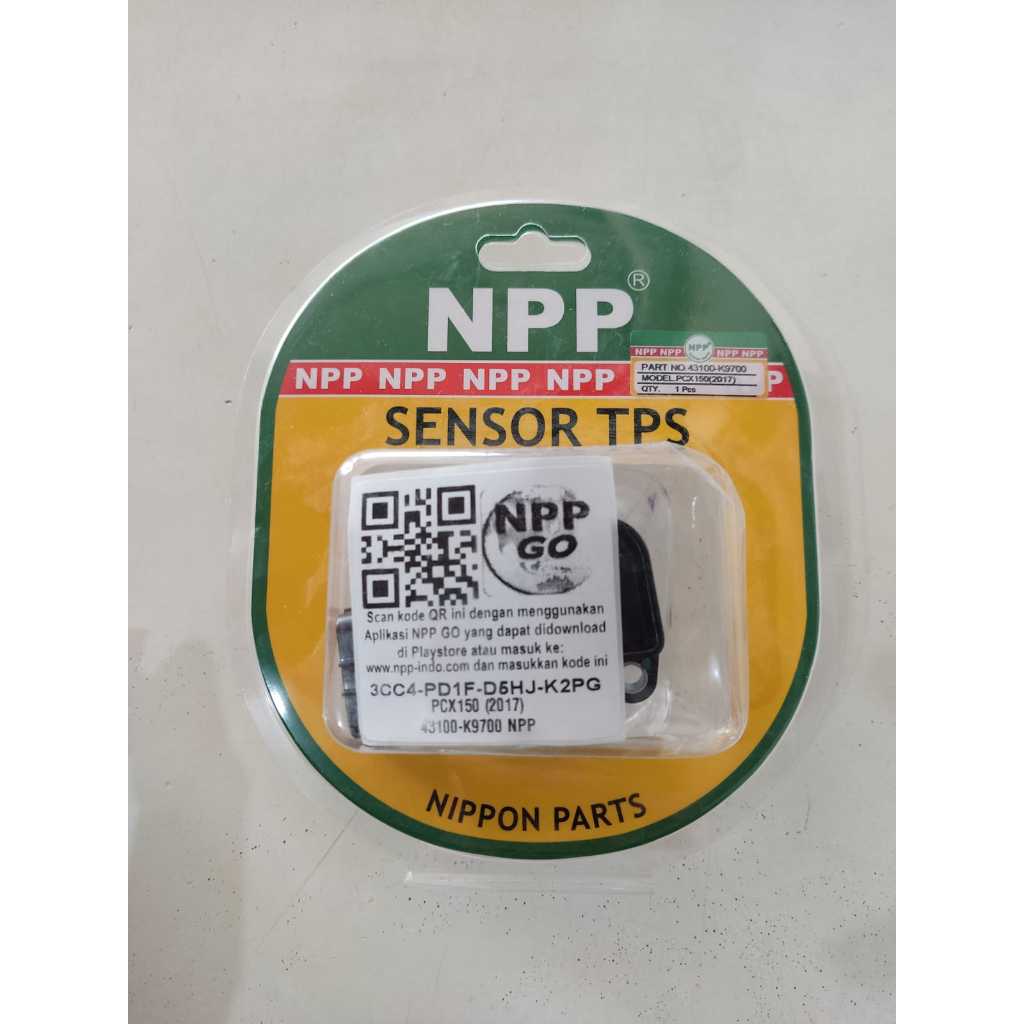 NPP®
NPP NPP NPP NPP P
NPP NPP NPP NPP NPP
PART NO.43100-K9700
MODEL.PCX150(2017)
QTY. 1 Pcs
SENSOR TPS
NPP
GO
Scan kode QR ini dengan menggunakan
Aplikasi NPP GO yang dapat didownload
di Playstore atau masuk ke:
www.npp-indo.com dan masukkan kode ini
3CC4-PD1F-D5HJ-K2PG
PCX150 (2017)
43100-K9700 NPP
NIPPON PARTS